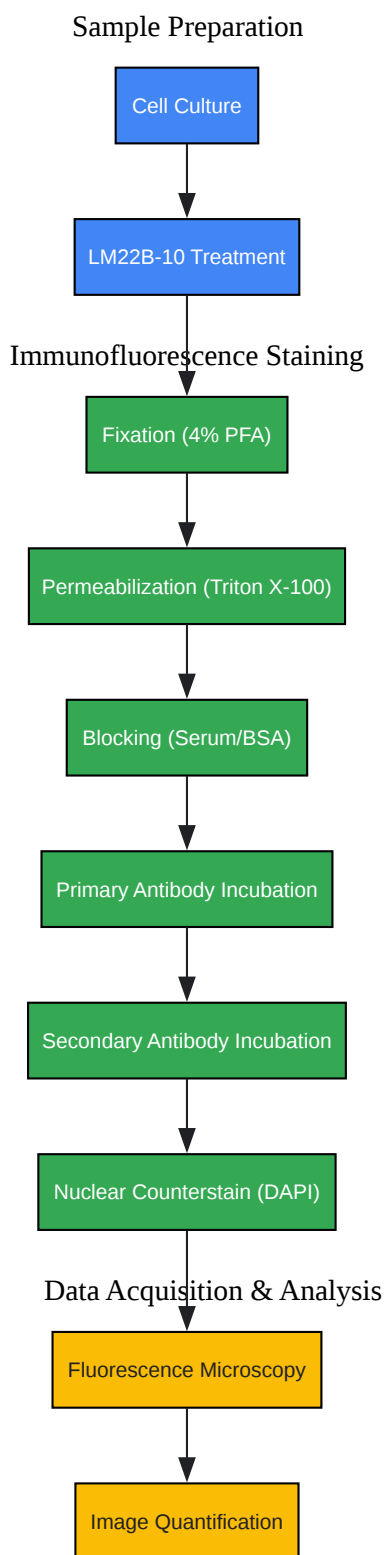 Sample Preparation
Cell Culture
LM22B-10 Treatment
Immunofluorescence Staining
Fixation (4% PFA)
Permeabilization (Triton X-100)
Blocking (Serum/BSA)
Primary Antibody Incubation
Secondary Antibody Incubation
Nuclear Counterstain (DAPI)
Data Acquisition & Analysis
Fluorescence Microscopy
Image Quantification